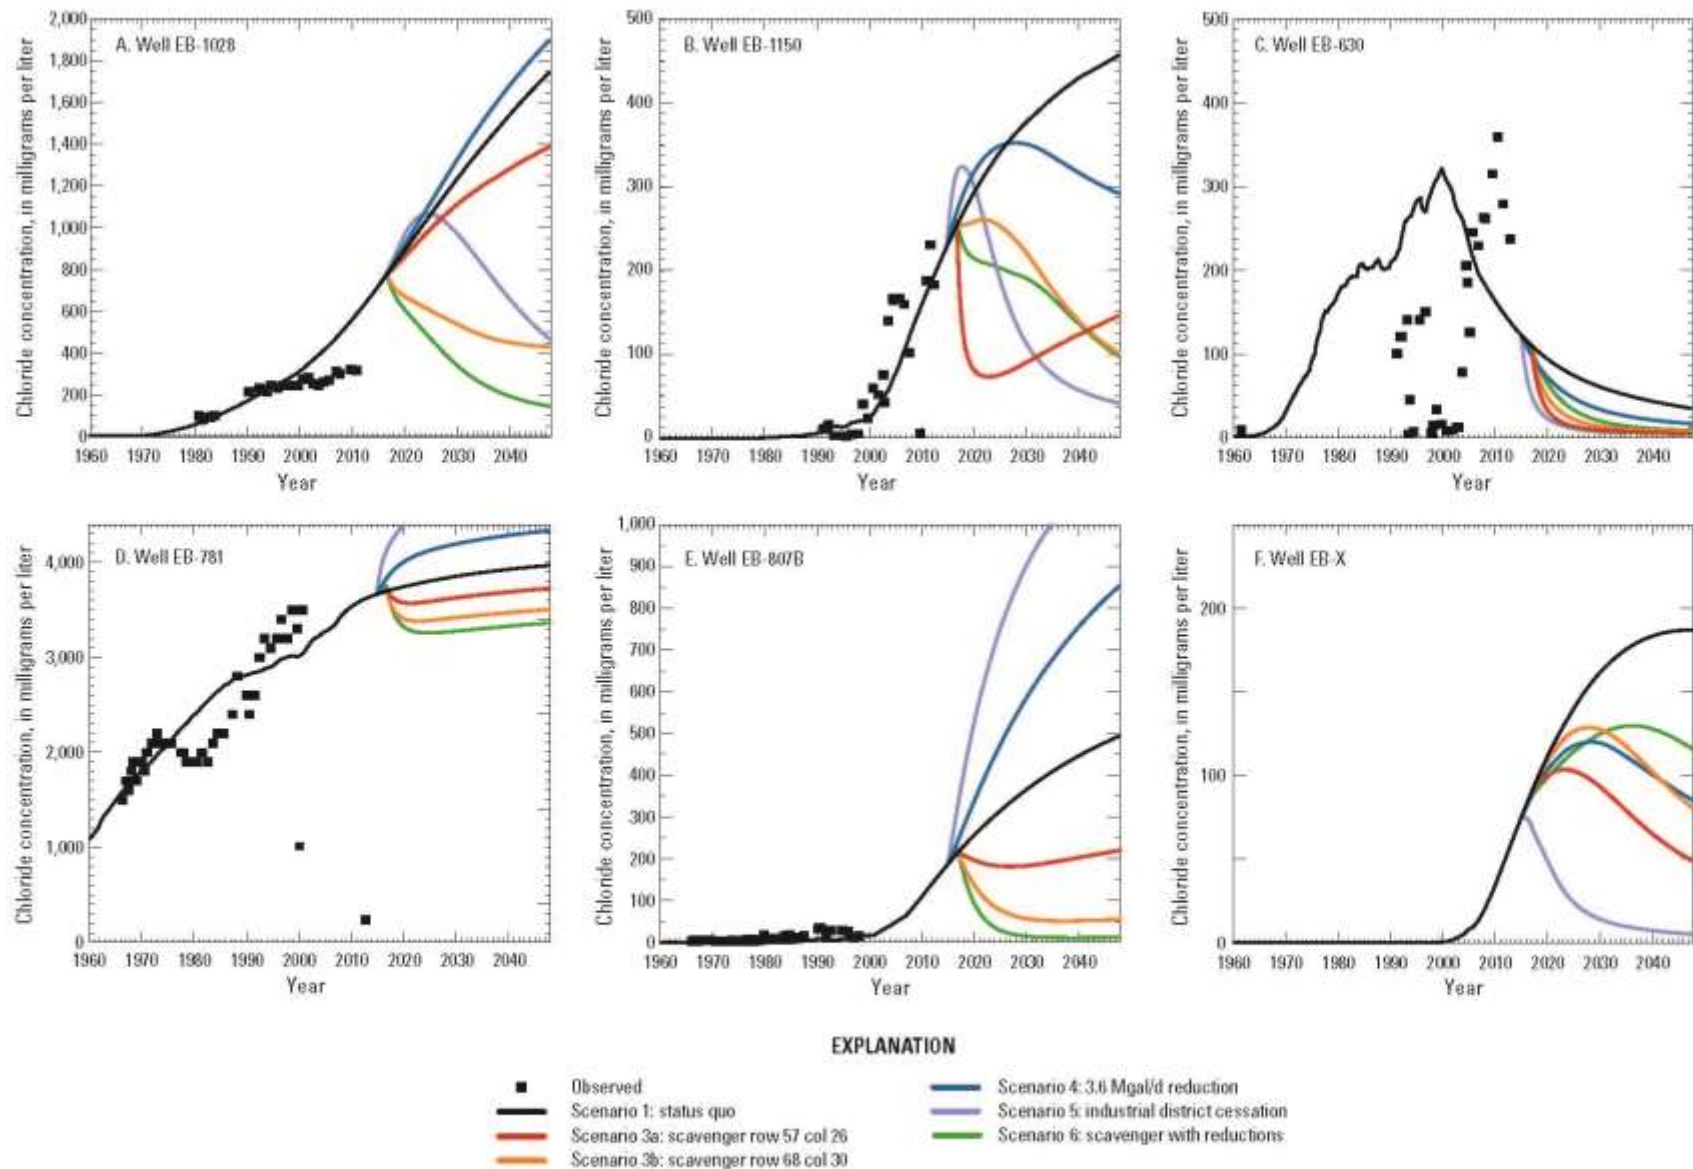 A. Well EB-1028
Chloride concentration, in milligrams per liter
2,000
1,800
1,600
1,400
1,200
1,000
800
600
400
200
0
1960 1970 1980 1990 2000 2010 2020 2030 2040
Year
B. Well EB-1150
Chloride concentration, in milligrams per liter
500
400
300
200
100
0
1960 1970 1980 1990 2000 2010 2020 2030 2040
Year
C. Well EB-630
Chloride concentration, in milligrams per liter
500
400
300
200
100
0
1960 1970 1980 1990 2000 2010 2020 2030 2040
Year
D. Well EB-781
Chloride concentration, in milligrams per liter
4,000
3,000
2,000
1,000
0
1960 1970 1980 1990 2000 2010 2020 2030 2040
Year
E. Well EB-807B
Chloride concentration, in milligrams per liter
1,000
900
800
700
600
500
400
300
200
100
0
1960 1970 1980 1990 2000 2010 2020 2030 2040
Year
F. Well EB-X
Chloride concentration, in milligrams per liter
200
100
0
1960 1970 1980 1990 2000 2010 2020 2030 2040
Year
EXPLANATION
Observed
Scenario 1: status quo
Scenario 3a: scavenger row 57 col 26
Scenario 3b: scavenger row 68 col 30
Scenario 4: 3.6 Mgal/d reduction
Scenario 5: industrial district cessation
Scenario 6: scavenger with reductions